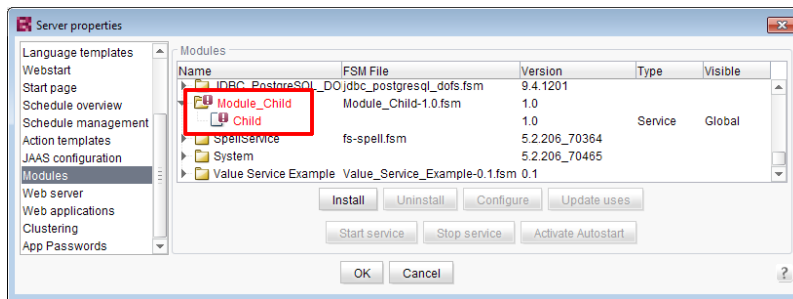 Server properties
Language templates
Webstart
Start page
Schedule overview
Schedule management
Action templates
JAAS configuration
Modules
Web server
Web applications
Clustering
App Passwords
Modules
Name FSM File Version Type Visible
JDBC_PostgreSQL_DO jdbc_postgresql_dofs.fsm 9.4.1201
Module_Child Module_Child-1.0.fsm 1.0
Child 1.0 Service Global
SpellService fs-spell.fsm 5.2.206_70364
System 5.2.206_70465
Value Service Example Value_Service_Example-0.1.fsm 0.1
Install Uninstall Configure Update uses
Start service Stop service Activate Autostart
OK Cancel ?